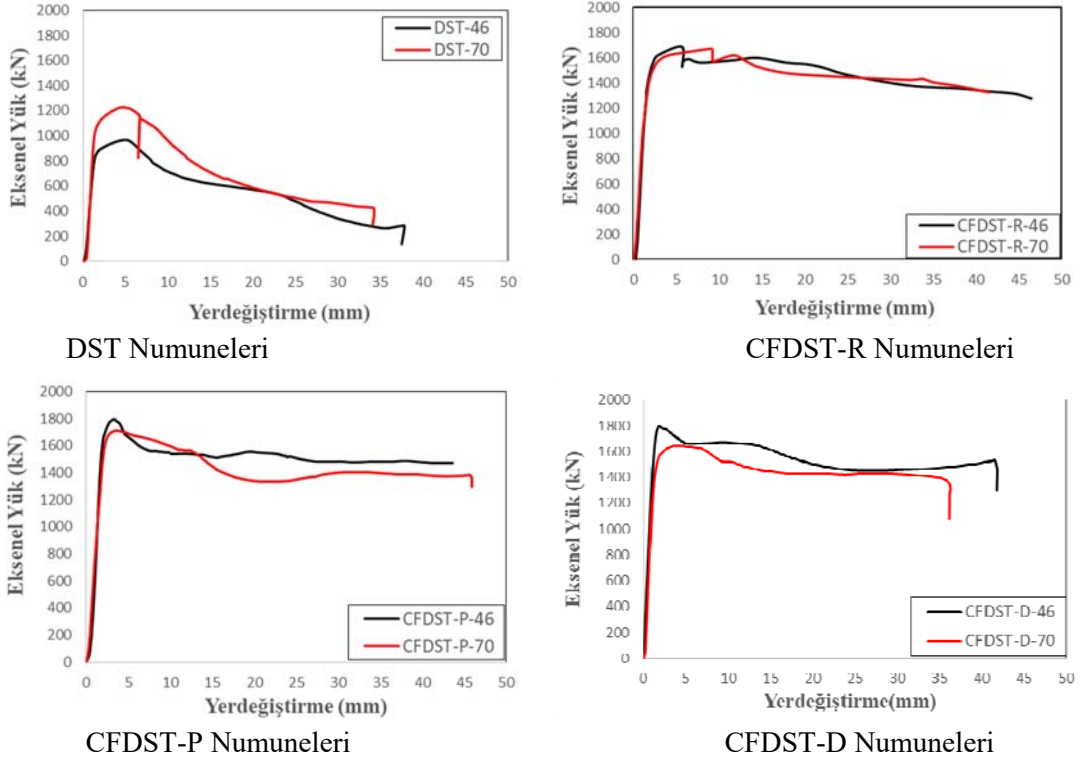 2000
1800
1600
1400
1200
1000
800
600
400
200
0
Eksenel Yük (kN)
DST-46
DST-70
0 5 10 15 20 25 30 35 40 45 50
Yerdeğiştirme (mm)
DST Numuneleri
2000
1800
1600
1400
1200
1000
800
600
400
200
0
Eksenel Yük (kN)
CFDST-R-46
CFDST-R-70
0 5 10 15 20 25 30 35 40 45 50
Yerdeğiştirme (mm)
CFDST-R Numuneleri
2000
1800
1600
1400
1200
1000
800
600
400
200
0
Eksenel Yük (kN)
CFDST-P-46
CFDST-P-70
0 5 10 15 20 25 30 35 40 45 50
Yerdeğiştirme (mm)
CFDST-P Numuneleri
2000
1800
1600
1400
1200
1000
800
600
400
200
0
Eksenel Yük (kN)
CFDST-D-46
CFDST-D-70
0 5 10 15 20 25 30 35 40 45 50
Yerdeğiştirme(mm)
CFDST-D Numuneleri